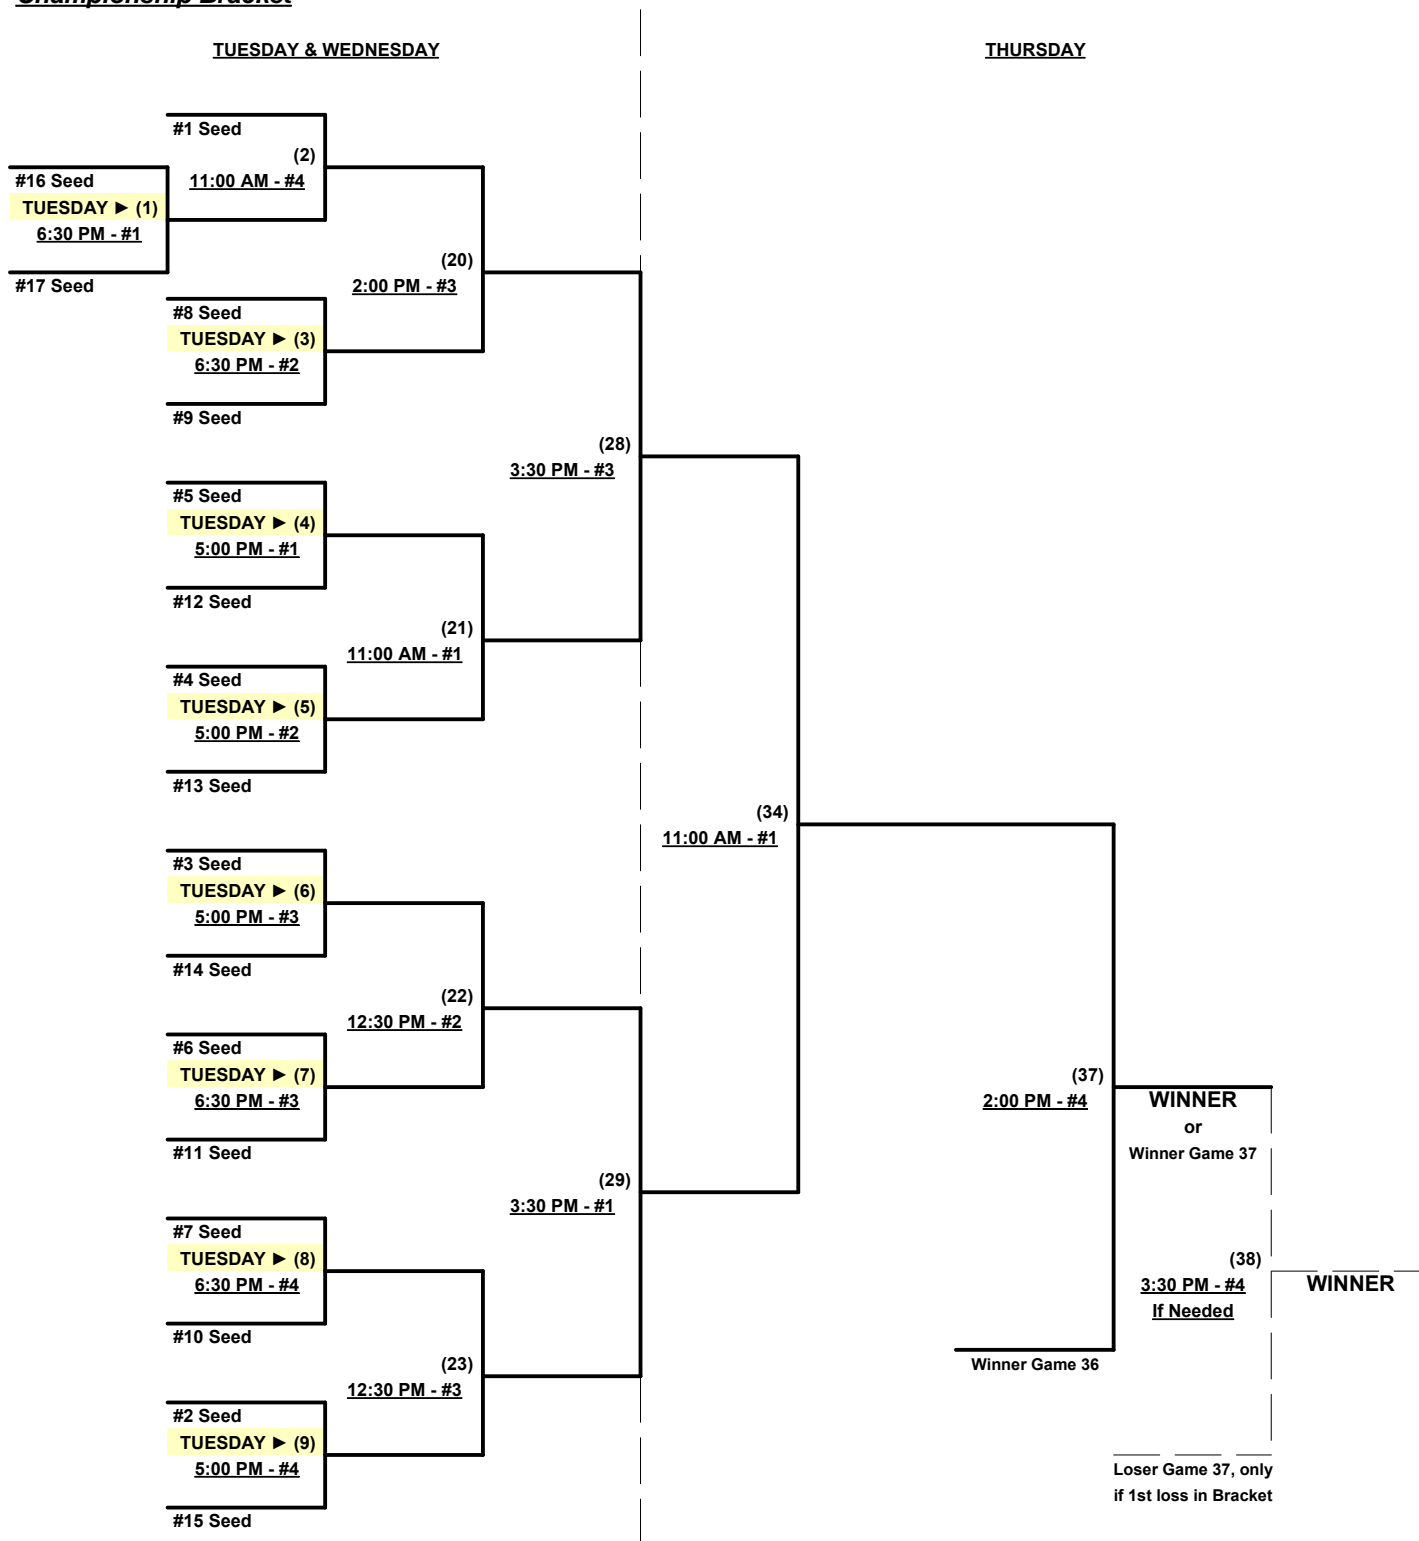 Championship Bracket
TUESDAY & WEDNESDAY
THURSDAY
#1 Seed
(2)
11:00 AM - #4
#16 Seed
TUESDAY ► (1)
6:30 PM - #1
#17 Seed
(20)
2:00 PM - #3
#8 Seed
TUESDAY ► (3)
6:30 PM - #2
#9 Seed
(28)
3:30 PM - #3
#5 Seed
TUESDAY ► (4)
5:00 PM - #1
#12 Seed
(21)
11:00 AM - #1
#4 Seed
TUESDAY ► (5)
5:00 PM - #2
#13 Seed
(34)
11:00 AM - #1
#3 Seed
TUESDAY ► (6)
5:00 PM - #3
#14 Seed
(22)
12:30 PM - #2
#6 Seed
TUESDAY ► (7)
6:30 PM - #3
#11 Seed
(37)
2:00 PM - #4
WINNER
or
Winner Game 37
(29)
3:30 PM - #1
#7 Seed
TUESDAY ► (8)
6:30 PM - #4
#10 Seed
(38)
3:30 PM - #4
If Needed
WINNER
(23)
12:30 PM - #3
Winner Game 36
#2 Seed
TUESDAY ► (9)
5:00 PM - #4
#15 Seed
Loser Game 37, only
if 1st loss in Bracket